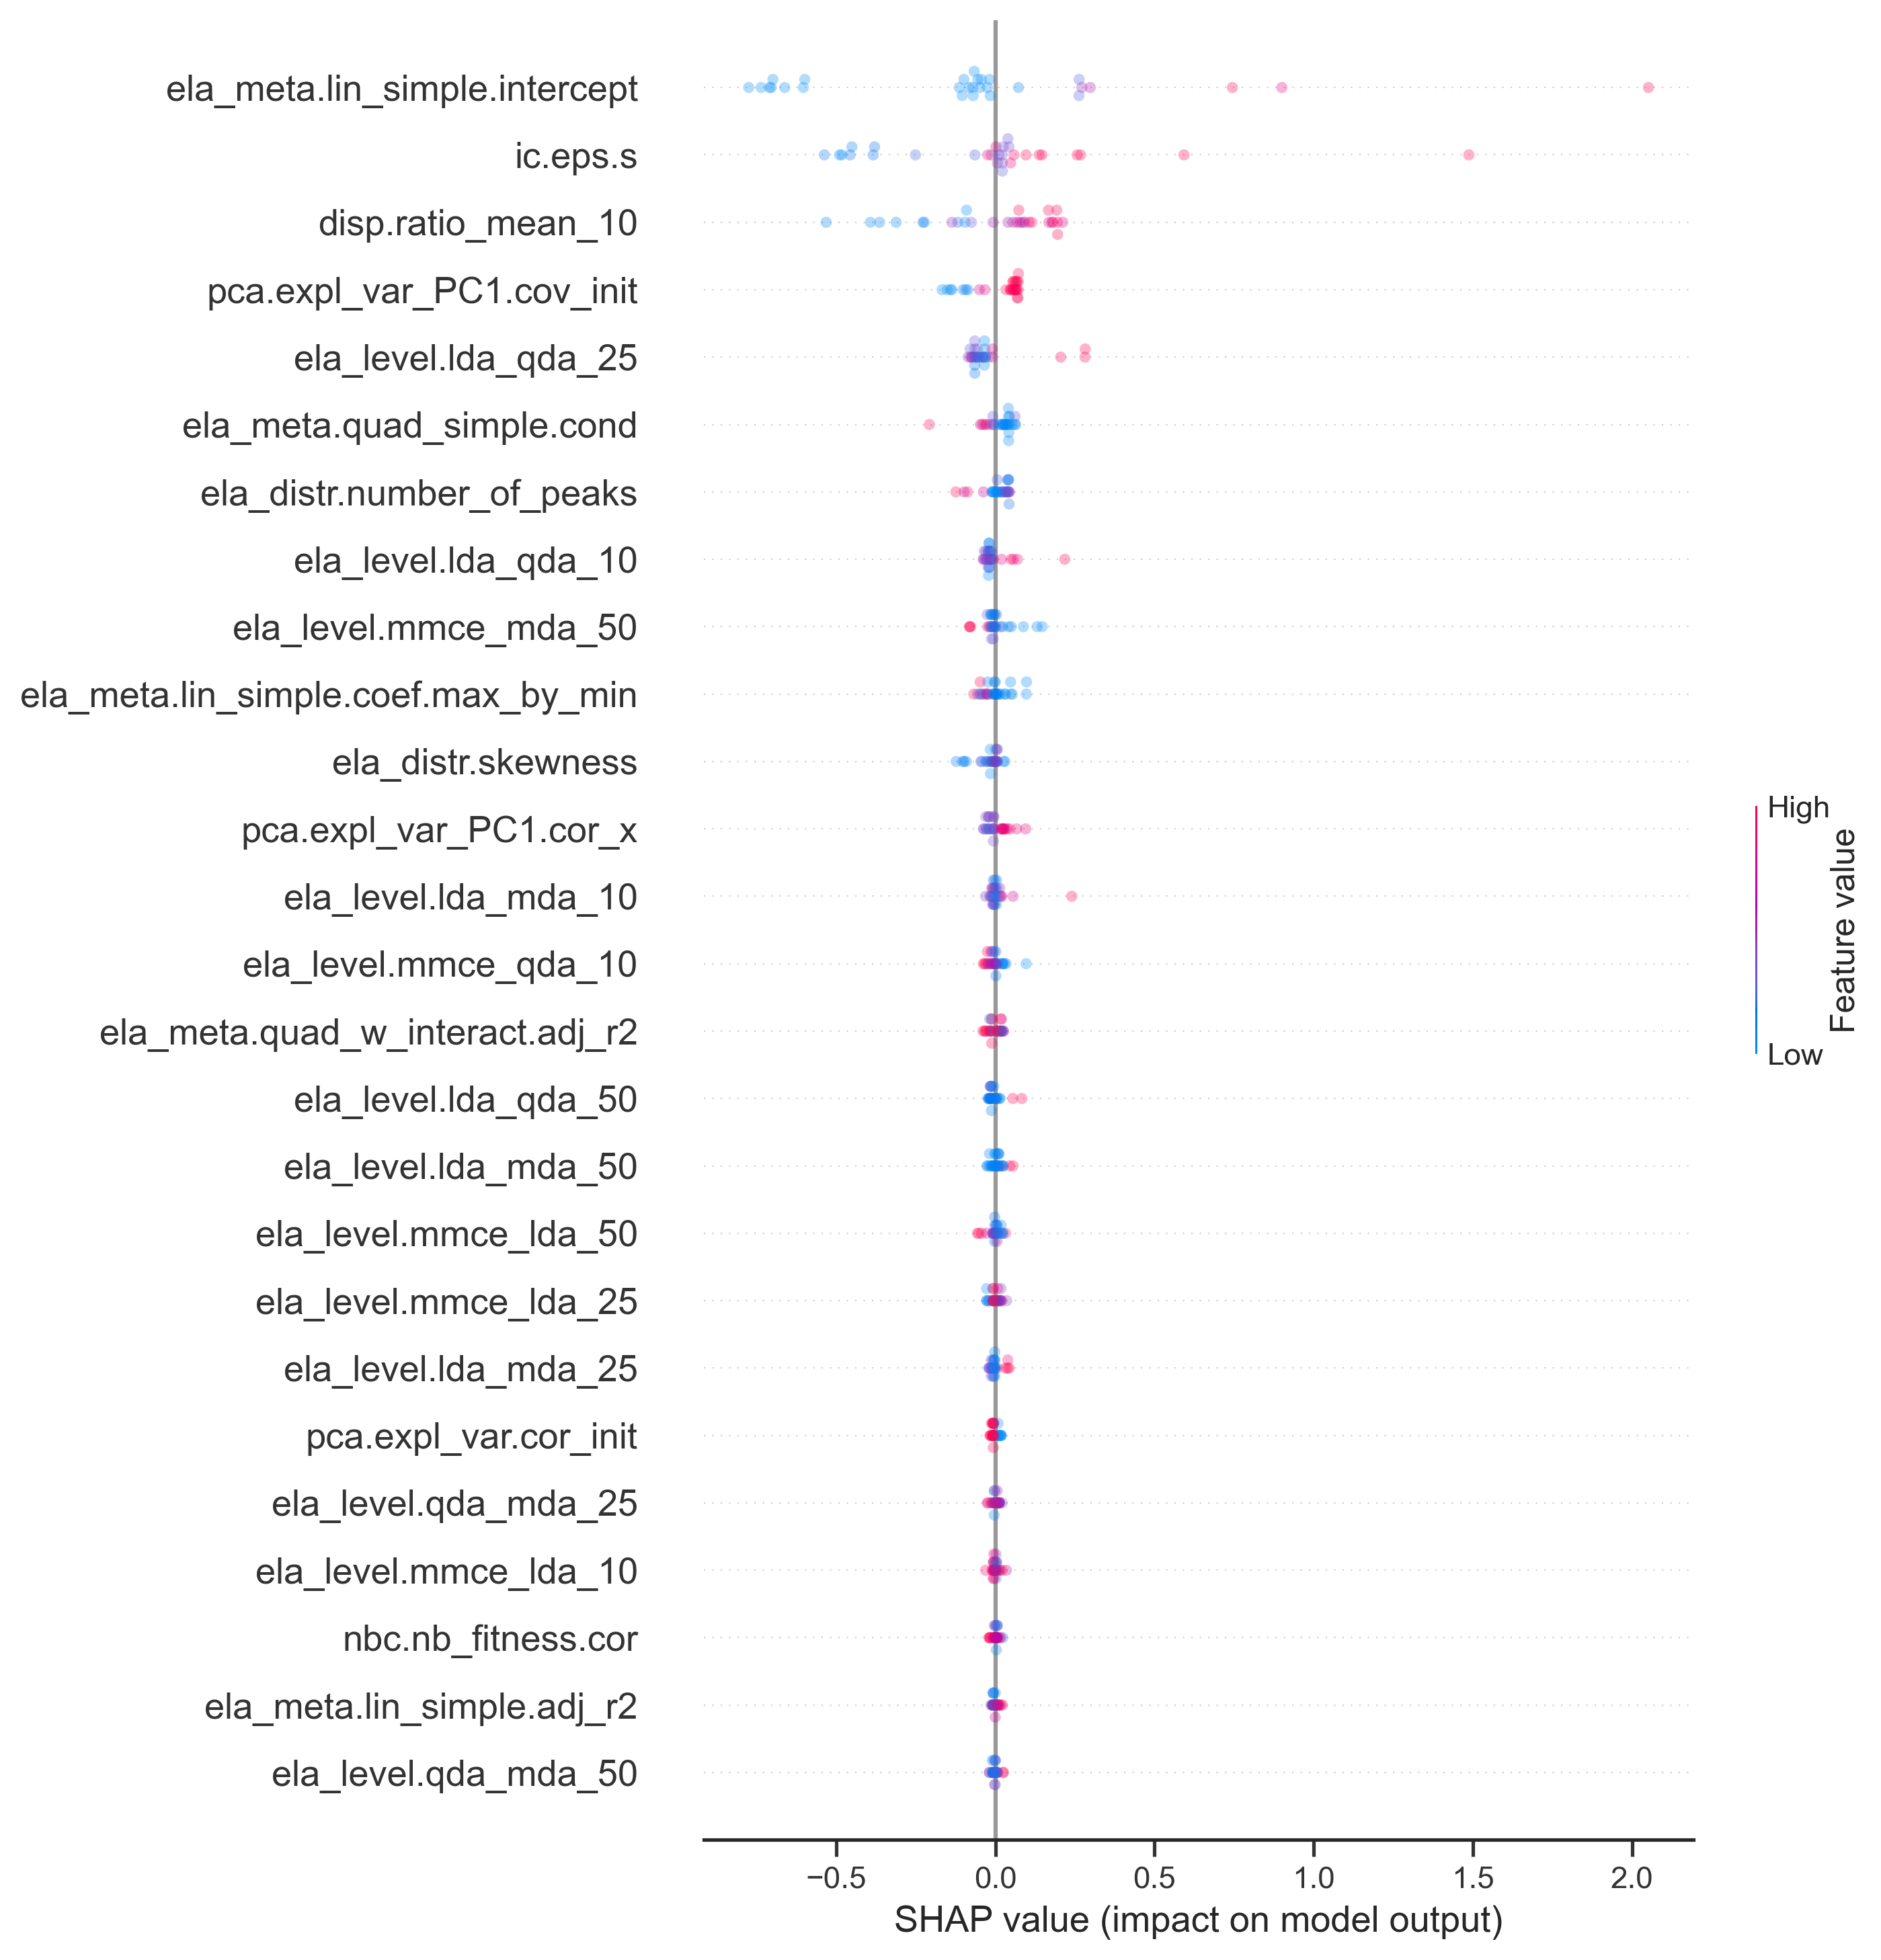 ela_meta.lin_simple.intercept
ic.eps.s
disp.ratio_mean_10
pca.expl_var_PC1.cov_init
ela_level.lda_qda_25
ela_meta.quad_simple.cond
ela_distr.number_of_peaks
ela_level.lda_qda_10
ela_level.mmce_mda_50
ela_meta.lin_simple.coef.max_by_min
ela_distr.skewness
pca.expl_var_PC1.cor_x
ela_level.lda_mda_10
ela_level.mmce_qda_10
ela_meta.quad_w_interact.adj_r2
ela_level.lda_qda_50
ela_level.lda_mda_50
ela_level.mmce_lda_50
ela_level.mmce_lda_25
ela_level.lda_mda_25
pca.expl_var.cor_init
ela_level.qda_mda_25
ela_level.mmce_lda_10
nbc.nb_fitness.cor
ela_meta.lin_simple.adj_r2
ela_level.qda_mda_50
−0.5 0.0 0.5 1.0 1.5 2.0
SHAP value (impact on model output)
High
Feature value
Low